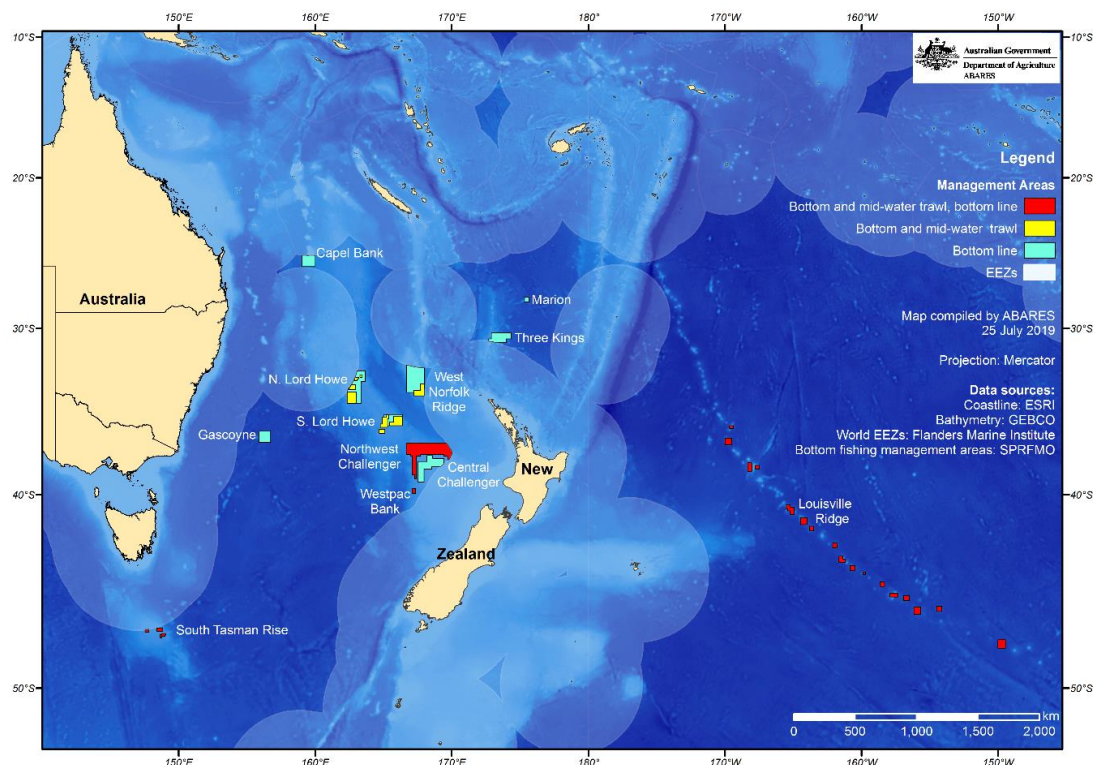 150°E 160°E 170°E 180° 170°W 160°W 150°W
10°S 10°S
Australian Government
Department of Agriculture
ABARES
Legend
Management Areas
20°S 20°S
Bottom and mid-water trawl, bottom line
Bottom and mid-water trawl
Bottom line
EEZs
Capel Bank
Australia
Marion
Map compiled by ABARES
25 July 2019
30°S 30°S
Three Kings
Projection: Mercator
N. Lord Howe
West
Norfolk
Ridge
Data sources:
Coastline: ESRI
Bathymetry: GEBCO
World EEZs: Flanders Marine Institute
Bottom fishing management areas: SPRFMO
S. Lord Howe
Gascoyne
Northwest
Challenger
Central
Challenger
New
Westpac
Bank
40°S 40°S
Louisville
Ridge
Zealand
South Tasman Rise
50°S 50°S
km
0 500 1,000 1,500 2,000
150°E 160°E 170°E 180° 170°W 160°W 150°W